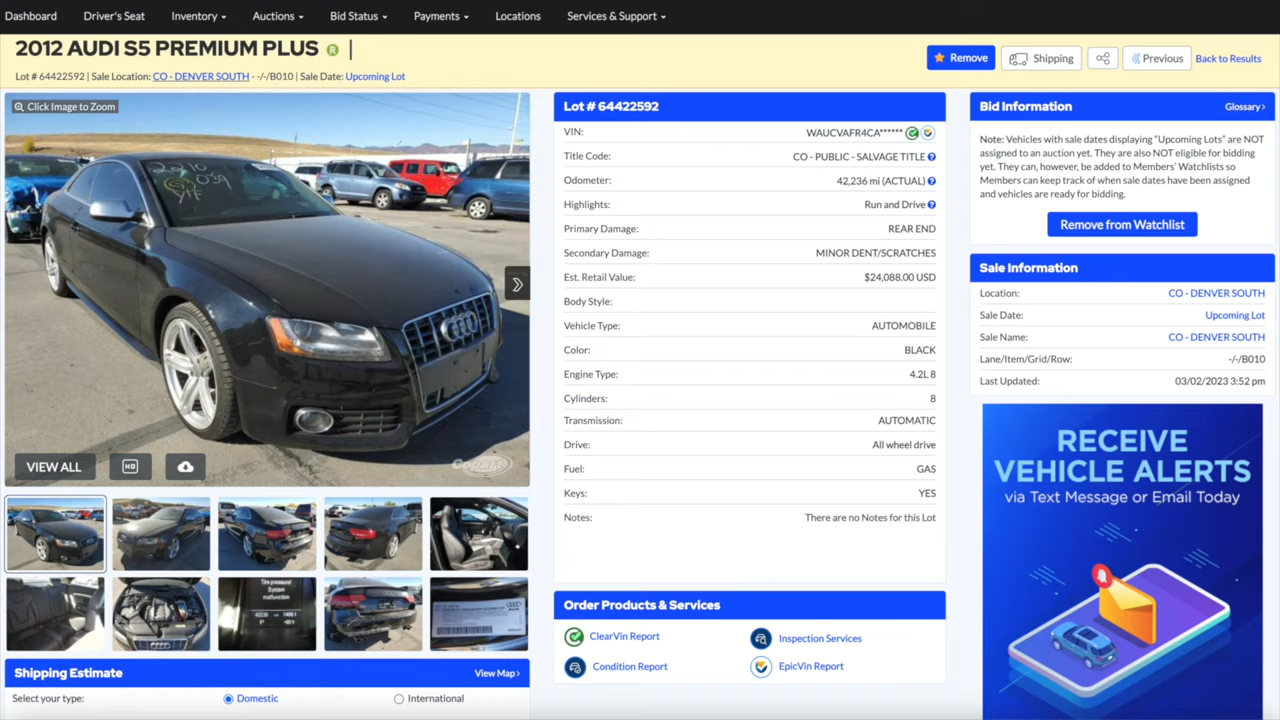 Dashboard Driver's Seat Inventory Auctions Bid Status Payments Locations Services & Support
2012 AUDI S5 PREMIUM PLUS R
Lot # 64422592 | Sale Location: CO - DENVER SOUTH - -/-/B010 | Sale Date: Upcoming Lot
Remove Shipping Previous Back to Results
Click Image to Zoom
VIEW ALL HD
Copart
Lot # 64422592
VIN: WAUCVAFR4CA******
Title Code: CO - PUBLIC - SALVAGE TITLE
Odometer: 42,236 mi (ACTUAL)
Highlights: Run and Drive
Primary Damage: REAR END
Secondary Damage: MINOR DENT/SCRATCHES
Est. Retail Value: $24,088.00 USD
Body Style:
Vehicle Type: AUTOMOBILE
Color: BLACK
Engine Type: 4.2L 8
Cylinders: 8
Transmission: AUTOMATIC
Drive: All wheel drive
Fuel: GAS
Keys: YES
Notes: There are no Notes for this Lot
Order Products & Services
ClearVin Report Inspection Services
Condition Report EpicVin Report
Bid Information Glossary
Note: Vehicles with sale dates displaying "Upcoming Lots" are NOT
assigned to an auction yet. They are also NOT eligible for bidding
yet. They can, however, be added to Members' Watchlists so
Members can keep track of when sale dates have been assigned
and vehicles are ready for bidding.
Remove from Watchlist
Sale Information
Location: CO - DENVER SOUTH
Sale Date: Upcoming Lot
Sale Name: CO - DENVER SOUTH
Lane/Item/Grid/Row: -/-/B010
Last Updated: 03/02/2023 3:52 pm
RECEIVE
VEHICLE ALERTS
via Text Message or Email Today
Tire pressure!
System
malfunction
Shipping Estimate View Map
Select your type: Domestic International